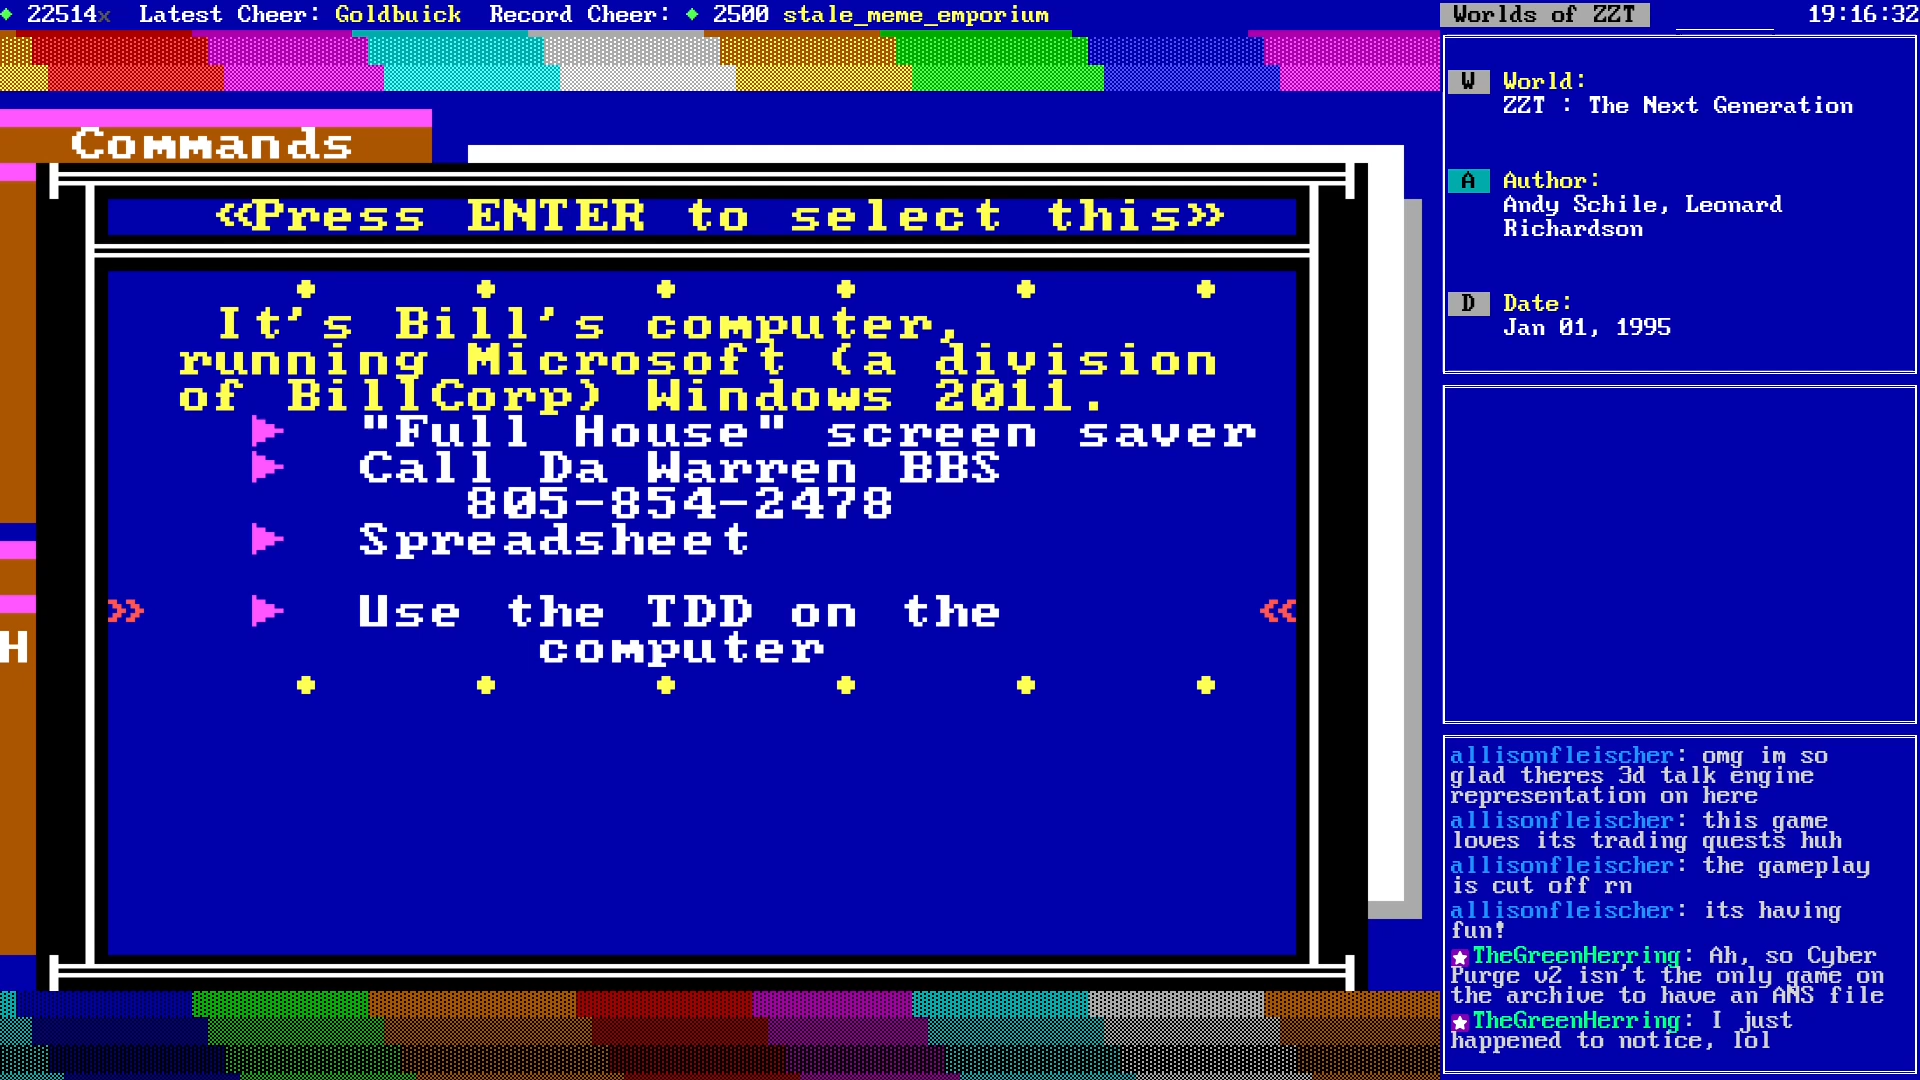 22514x Latest Cheer: Goldbuick Record Cheer: 2500 stale_meme_emporium
Worlds of ZZT 19:16:32
Commands
«Press ENTER to select this»
It's Bill's computer,
running Microsoft (a division
of BillCorp) Windows 2011.
"Full House" screen saver
Call Da Warren BBS
805-854-2478
Spreadsheet
» Use the TDD on the «
computer
H
W World:
ZZT : The Next Generation
A Author:
Andy Schile, Leonard
Richardson
D Date:
Jan 01, 1995
allisonfleischer: omg im so
glad theres 3d talk engine
representation on here
allisonfleischer: this game
loves its trading quests huh
allisonfleischer: the gameplay
is cut off rn
allisonfleischer: its having
fun!
TheGreenHerring: Ah, so Cyber
Purge v2 isn't the only game on
the archive to have an ANS file
TheGreenHerring: I just
happened to notice, lol